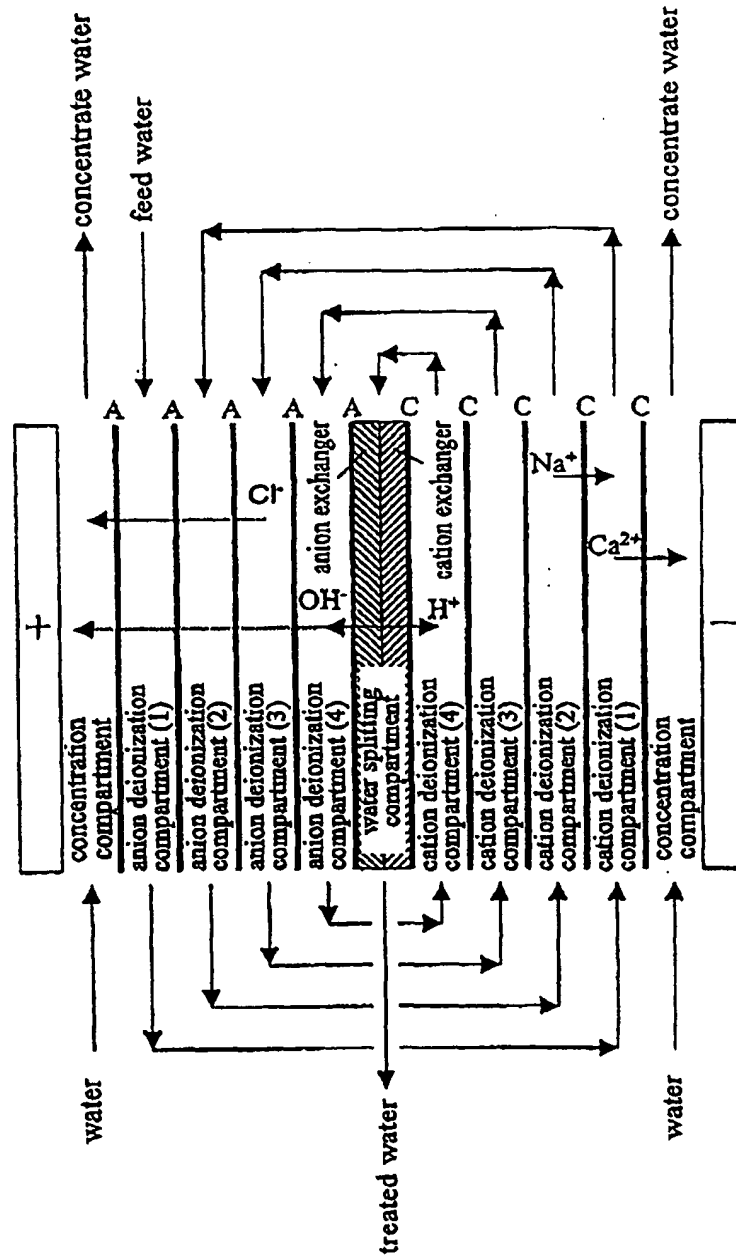 concentrate water
feed water
concentrate water
A
A
A
A
A
C
C
C
C
C
anion exchanger
cation exchanger
Cl-
OH-
H+
Na+
Ca2+
+
−
concentration
compartment
anion deionization
compartment (1)
anion deionization
compartment (2)
anion deionization
compartment (3)
anion deionization
compartment (4)
water splitting
compartment
cation deionization
compartment (4)
cation deionization
compartment (3)
cation deionization
compartment (2)
cation deionization
compartment (1)
concentration
compartment
water
treated water
water